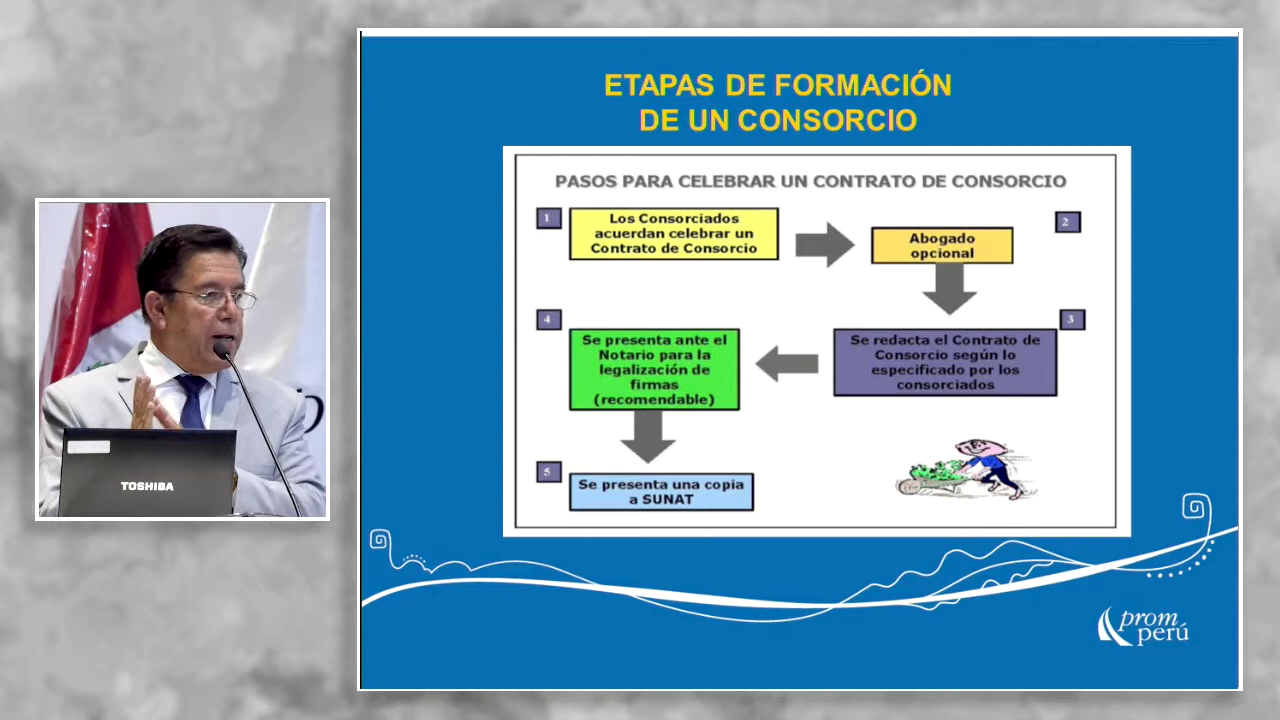 ETAPAS DE FORMACIÓN
DE UN CONSORCIO
PASOS PARA CELEBRAR UN CONTRATO DE CONSORCIO
1
Los Consorciados
acuerdan celebrar un
Contrato de Consorcio
2
Abogado
opcional
3
Se redacta el Contrato de
Consorcio según lo
especificado por los
consorciados
4
Se presenta ante el
Notario para la
legalización de
firmas
(recomendable)
5
Se presenta una copia
a SUNAT
TOSHIBA
prom
perú